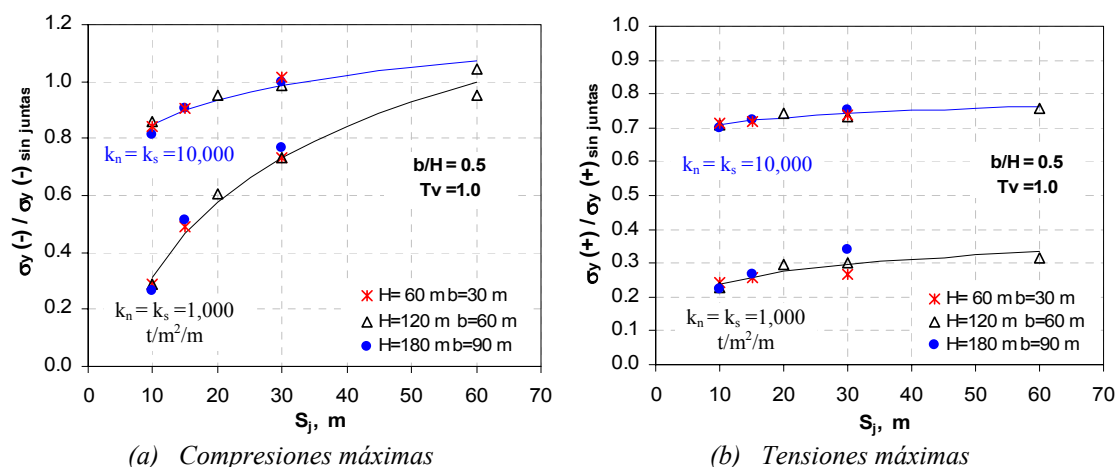 σy (-) / σy (-) sin juntas
1.2
1.0
0.8
0.6
0.4
0.2
0.0
kn = ks =10,000
b/H = 0.5
Tv =1.0
kn = ks =1,000
t/m²/m
H= 60 m b=30 m
H=120 m b=60 m
H=180 m b=90 m
0 10 20 30 40 50 60 70
Sj, m
(a) Compresiones máximas
σy (+) / σy (+) sin juntas
1.0
0.9
0.8
0.7
0.6
0.5
0.4
0.3
0.2
0.1
0.0
kn = ks = 10,000
b/H = 0.5
Tv =1.0
kn = ks =1,000
t/m²/m
H= 60 m b=30 m
H=120 m b=60 m
H=180 m b=90 m
0 10 20 30 40 50 60 70
Sj, m
(b) Tensiones máximas